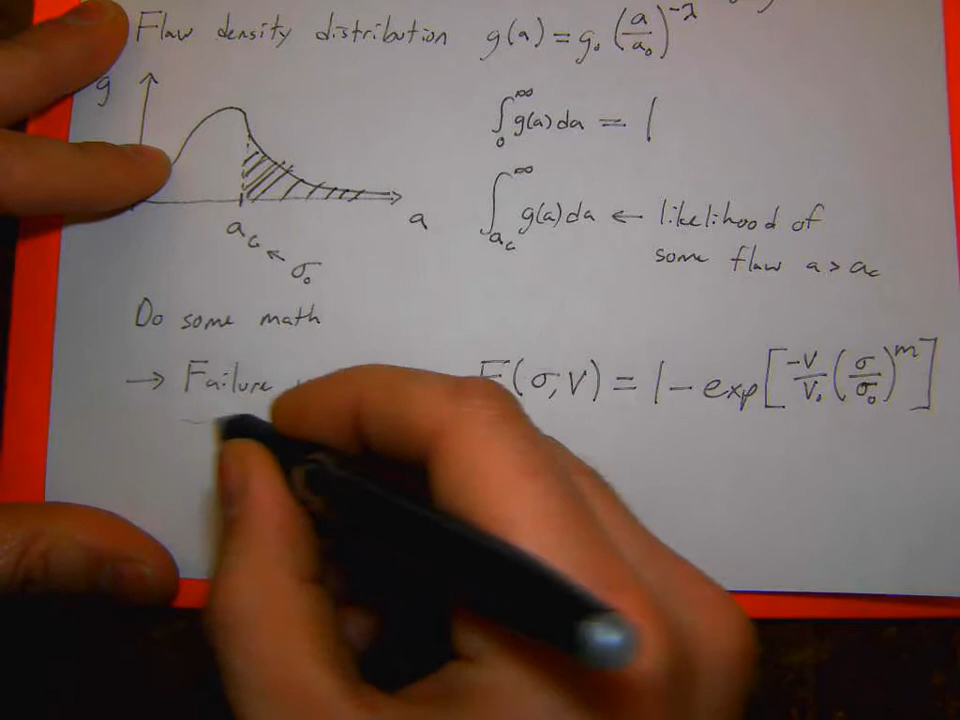 Flaw density distribution g(a) = g₀ (a/a₀)^-λ
g
∫₀^∞ g(a) da = 1
∫_{a_c}^∞ g(a) da ← likelihood of
some flaw a > a_c
a
a_c ← σ₀
Do some math
→ Failure F(σ, V) = 1 - exp[-V/V₀ (σ/σ₀)^m]